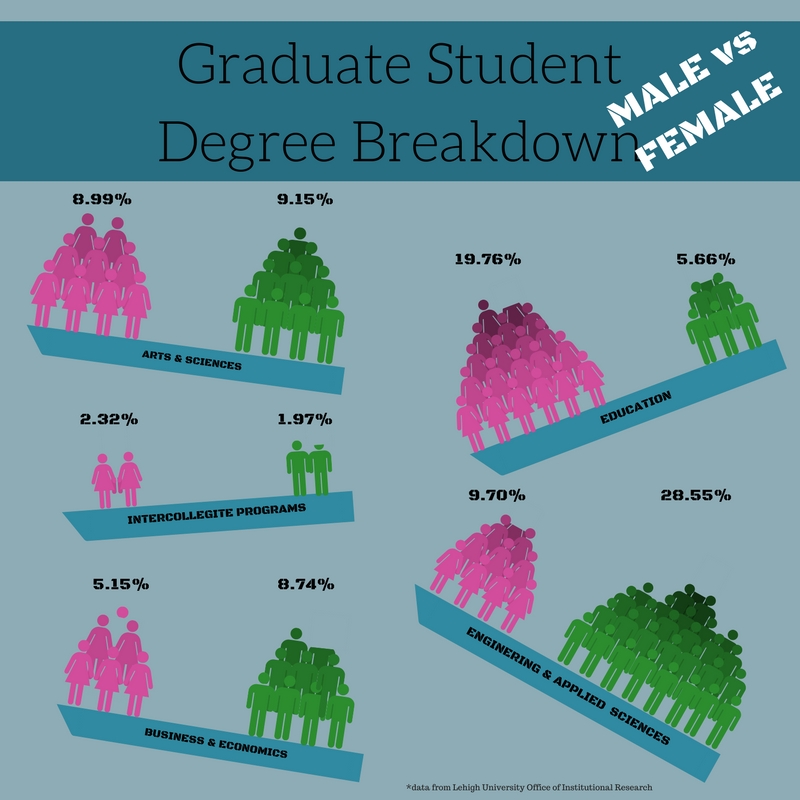 Graduate Student
Degree Breakdown
MALE vs
FEMALE
8.99% 9.15%
ARTS & SCIENCES
2.32% 1.97%
INTERCOLLEGITE PROGRAMS
5.15% 8.74%
BUSINESS & ECONOMICS
19.76% 5.66%
EDUCATION
9.70% 28.55%
ENGINERING & APPLIED SCIENCES
*data from Lehigh University Office of Institutional Research